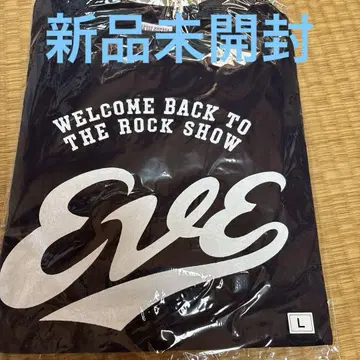 新品未開封
WELCOME BACK TO
THE ROCK SHOW
EVE
L